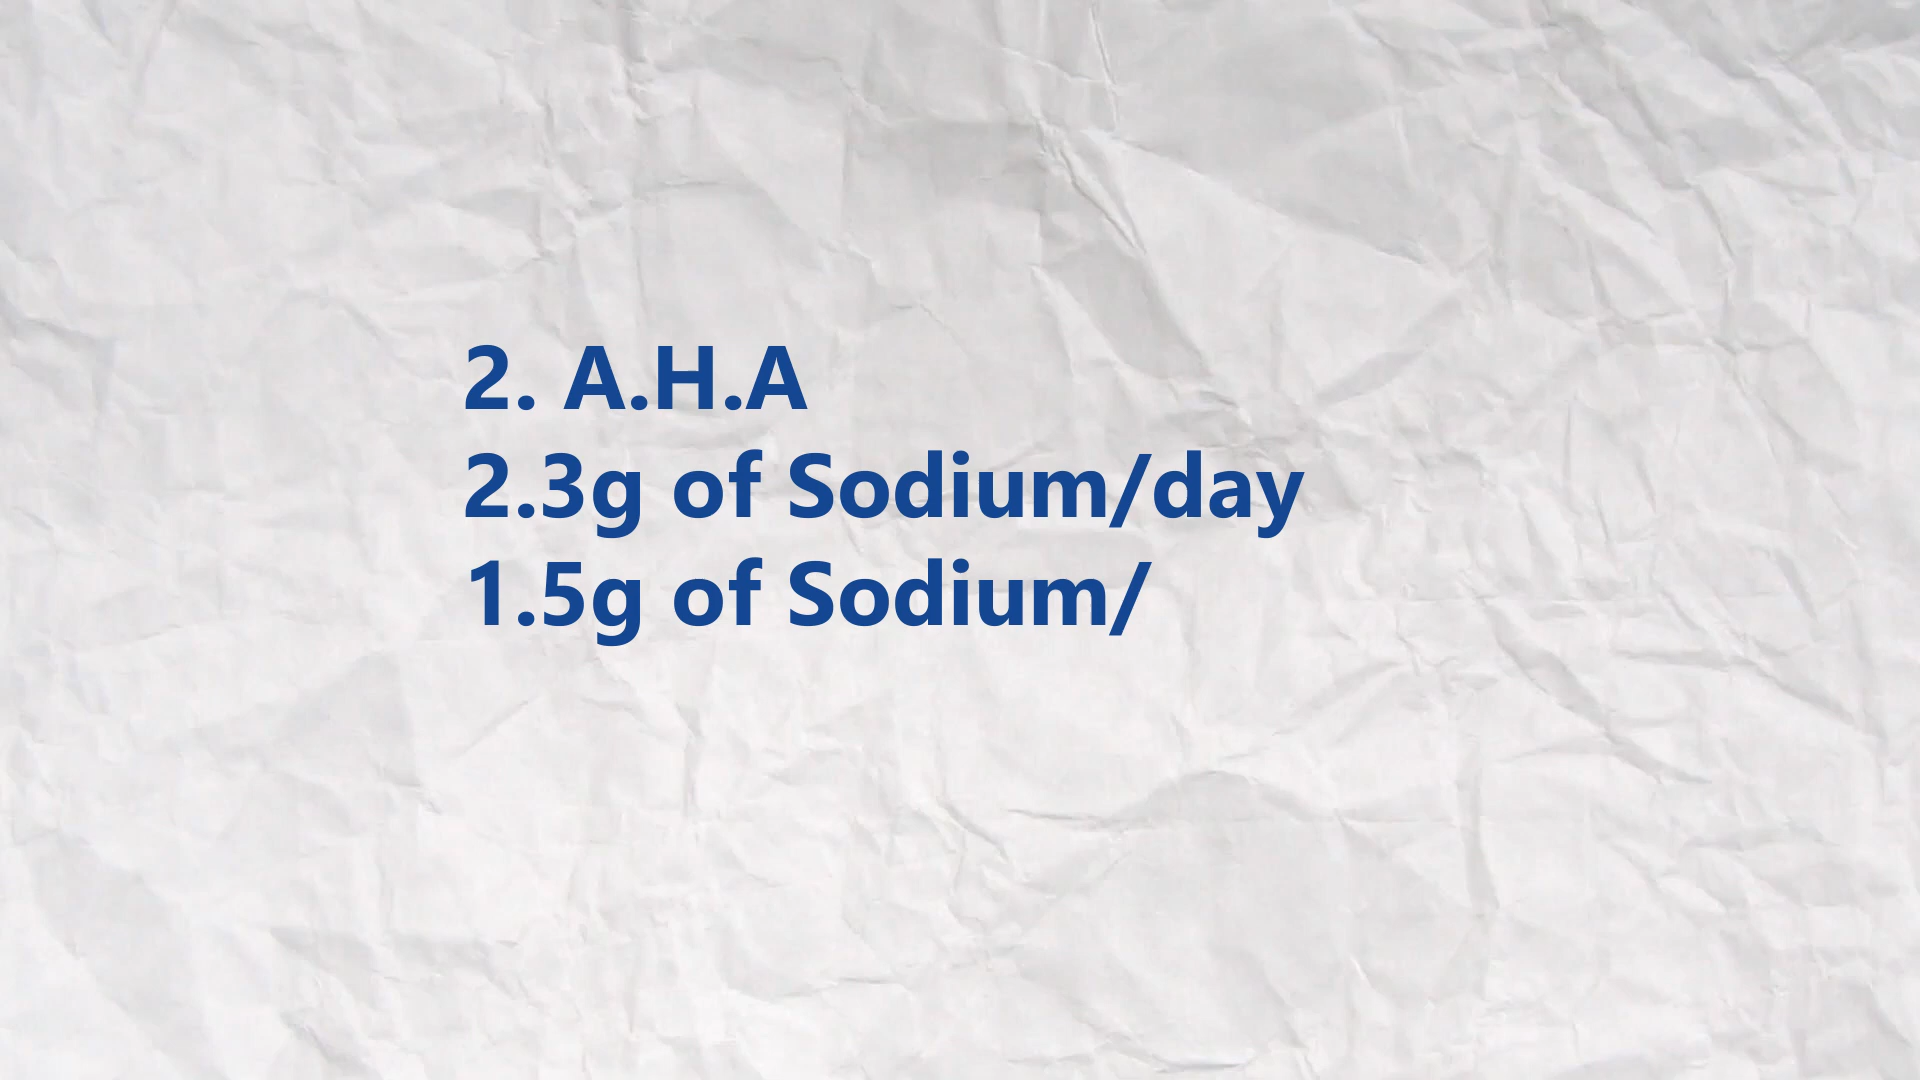 2. A.H.A
2.3g of Sodium/day
1.5g of Sodium/